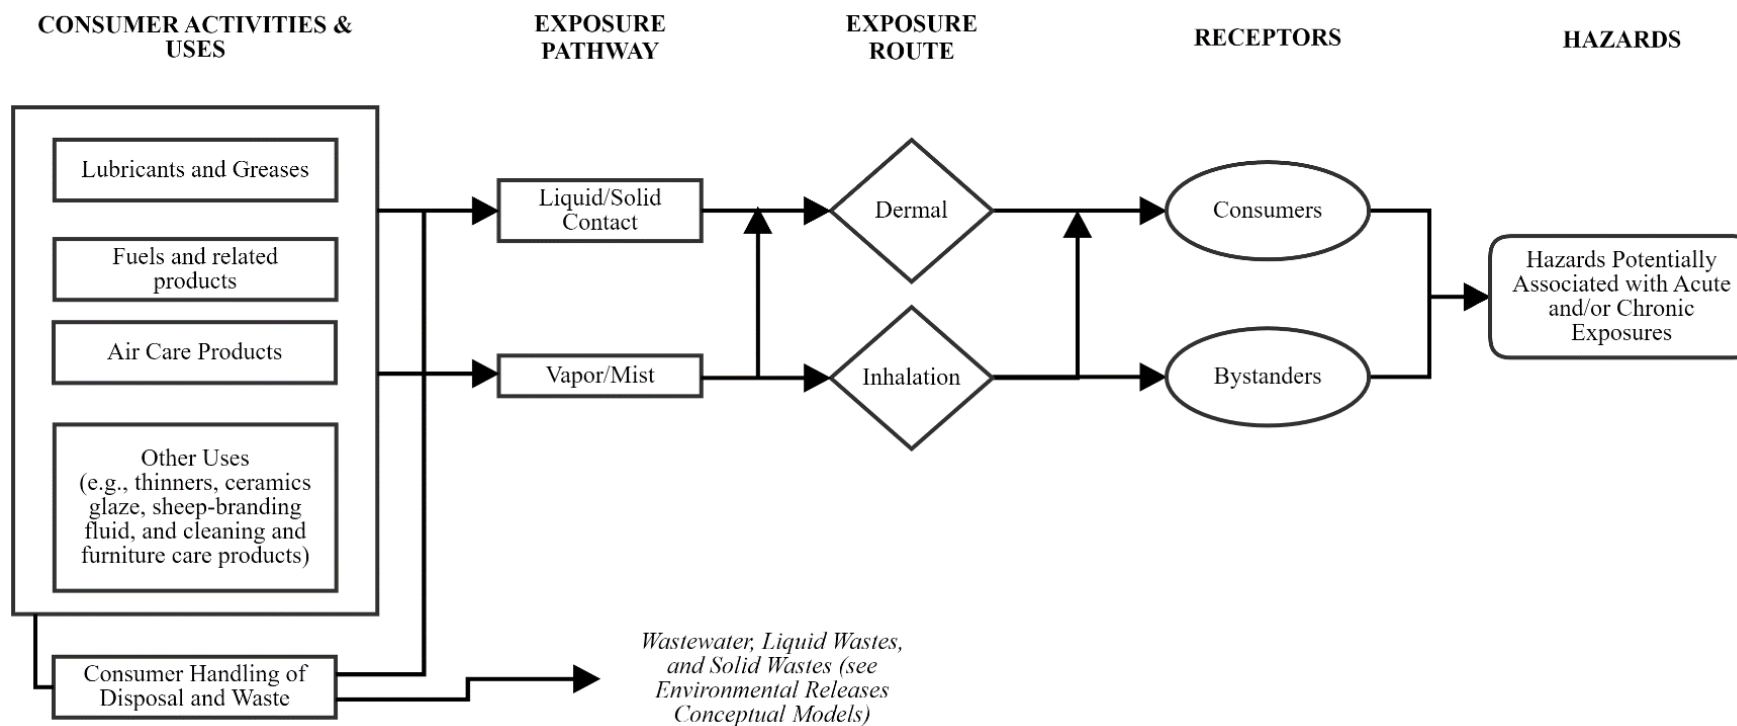 CONSUMER ACTIVITIES &
USES
EXPOSURE
PATHWAY
EXPOSURE
ROUTE
RECEPTORS
HAZARDS
Lubricants and Greases
Fuels and related
products
Air Care Products
Other Uses
(e.g., thinners, ceramics
glaze, sheep-branding
fluid, and cleaning and
furniture care products)
Consumer Handling of
Disposal and Waste
Liquid/Solid
Contact
Vapor/Mist
Wastewater, Liquid Wastes,
and Solid Wastes (see
Environmental Releases
Conceptual Models)
Dermal
Inhalation
Consumers
Bystanders
Hazards Potentially
Associated with Acute
and/or Chronic
Exposures